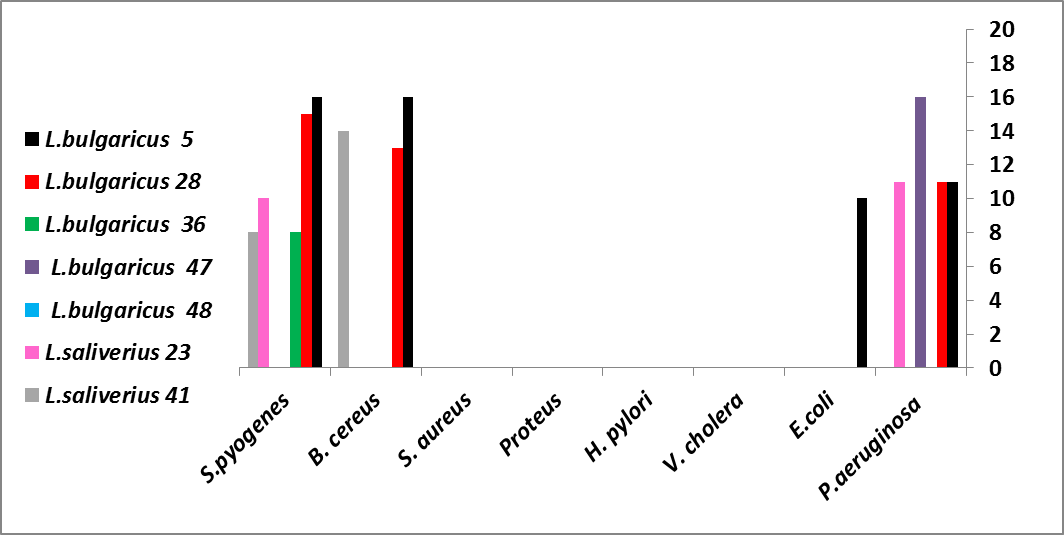 L.bulgaricus 5
L.bulgaricus 28
L.bulgaricus 36
L.bulgaricus 47
L.bulgaricus 48
L.saliverius 23
L.saliverius 41
20
18
16
14
12
10
8
6
4
2
0
S.pyogenes
B. cereus
S. aureus
Proteus
H. pylori
V. cholera
E.coli
P.aeruginosa